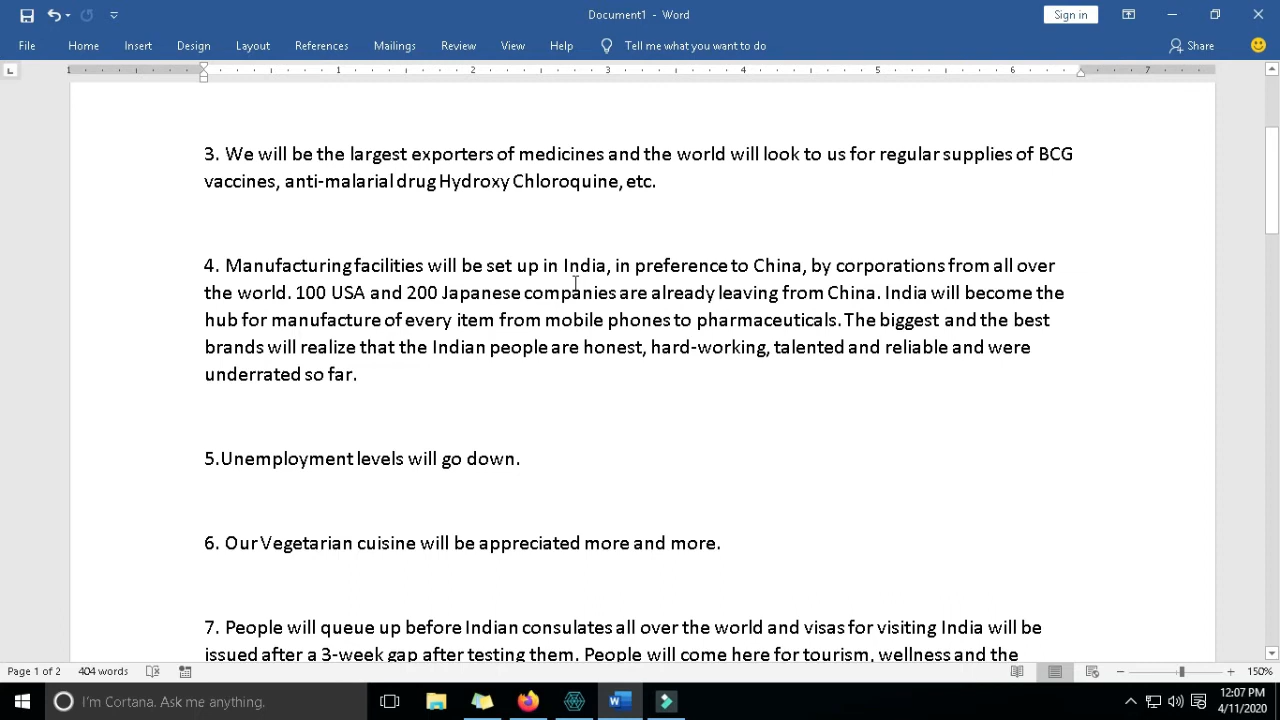 Document1 - Word
Sign in
File Home Insert Design Layout References Mailings Review View Help Tell me what you want to do Share
1 1 2 3 4 5 6 7
3. We will be the largest exporters of medicines and the world will look to us for regular supplies of BCG
vaccines, anti-malarial drug Hydroxy Chloroquine, etc.
4. Manufacturing facilities will be set up in India, in preference to China, by corporations from all over
the world. 100 USA and 200 Japanese companies are already leaving from China. India will become the
hub for manufacture of every item from mobile phones to pharmaceuticals. The biggest and the best
brands will realize that the Indian people are honest, hard-working, talented and reliable and were
underrated so far.
5.Unemployment levels will go down.
6. Our Vegetarian cuisine will be appreciated more and more.
7. People will queue up before Indian consulates all over the world and visas for visiting India will be
issued after a 3-week gap after testing them. People will come here for tourism, wellness and the
Page 1 of 2 404 words 150%
I'm Cortana. Ask me anything.
12:07 PM
4/11/2020